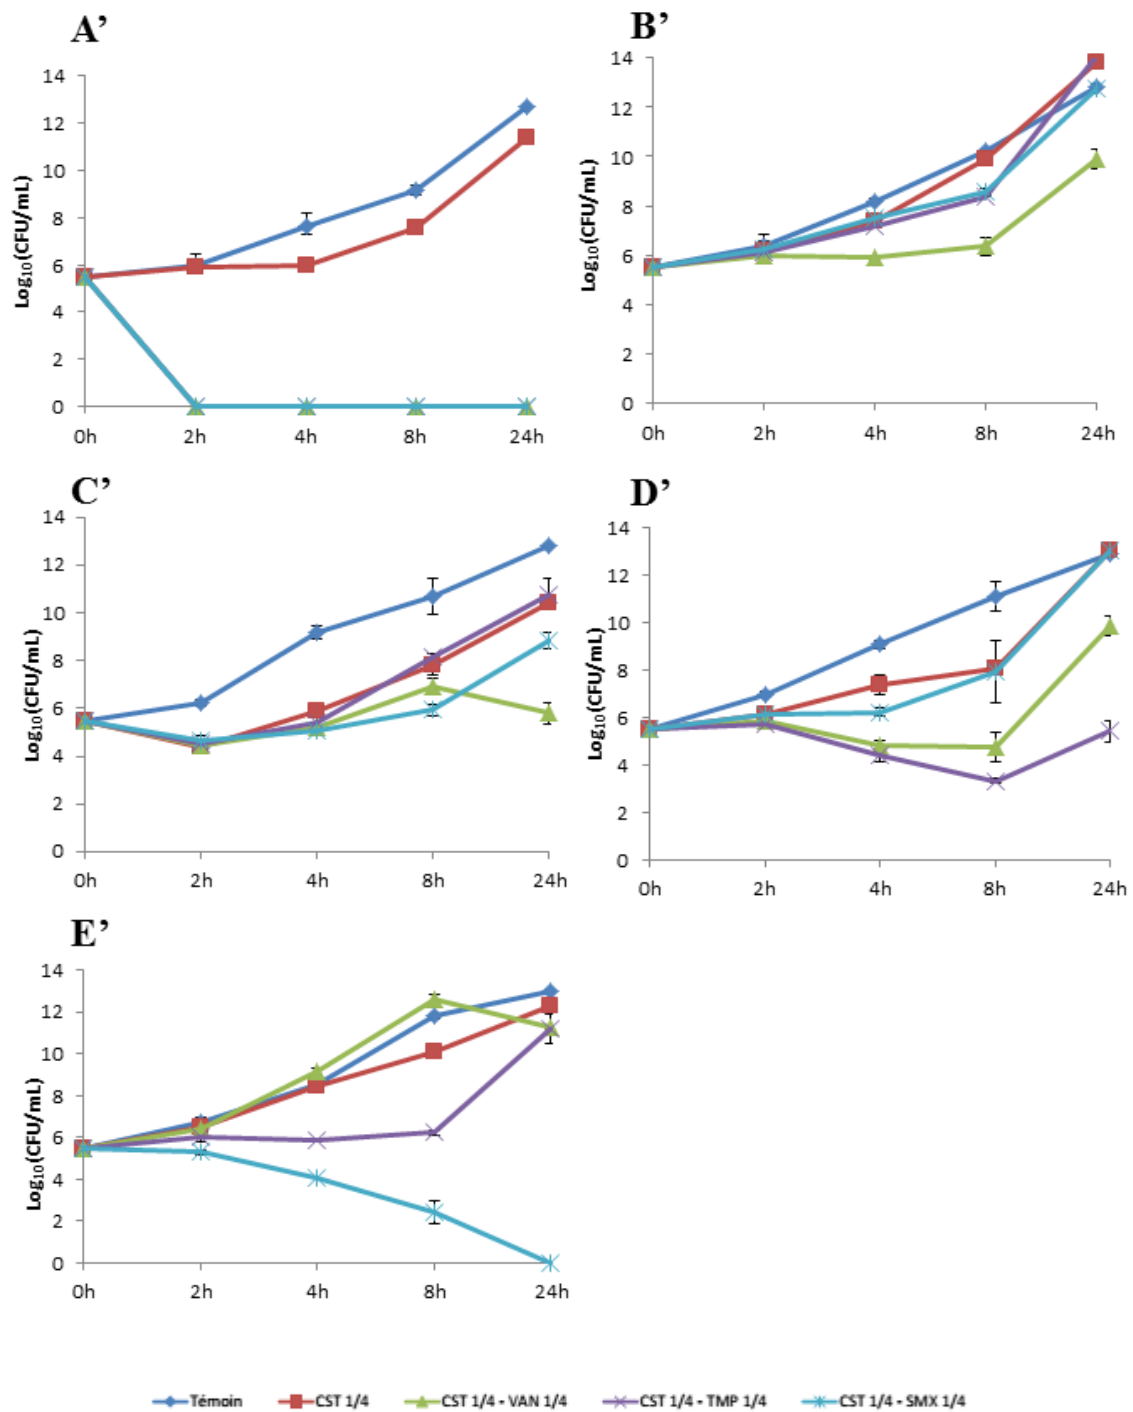 A’
B’
14
12
10
8
6
4
2
0
Log10(CFU/mL)
0h 2h 4h 8h 24h
14
12
10
8
6
4
2
0
Log10(CFU/mL)
0h 2h 4h 8h 24h
C’
D’
14
12
10
8
6
4
2
0
Log10(CFU/mL)
0h 2h 4h 8h 24h
14
12
10
8
6
4
2
0
Log10(CFU/mL)
0h 2h 4h 8h 24h
E’
14
12
10
8
6
4
2
0
Log10(CFU/mL)
0h 2h 4h 8h 24h
Témoin CST 1/4 CST 1/4 - VAN 1/4 CST 1/4 - TMP 1/4 CST 1/4 - SMX 1/4